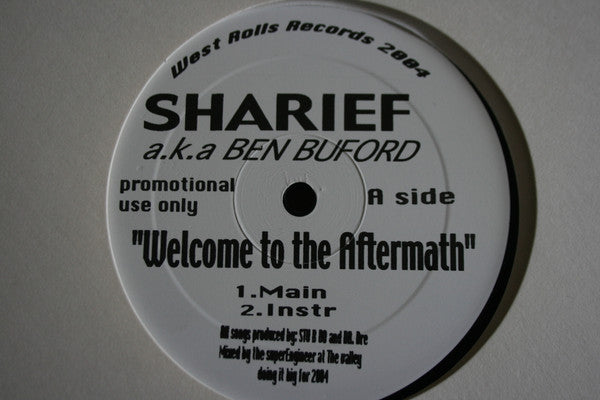 West Rolls Records 2004
SHARIEF
a.k.a BEN BUFORD
promotional
use only
A side
"Welcome to the Aftermath"
1.Main
2.Instr
All songs produced by: STU B DO and DR. Dre
Mixed by the superEngineer at The valley
doing it big for 2004